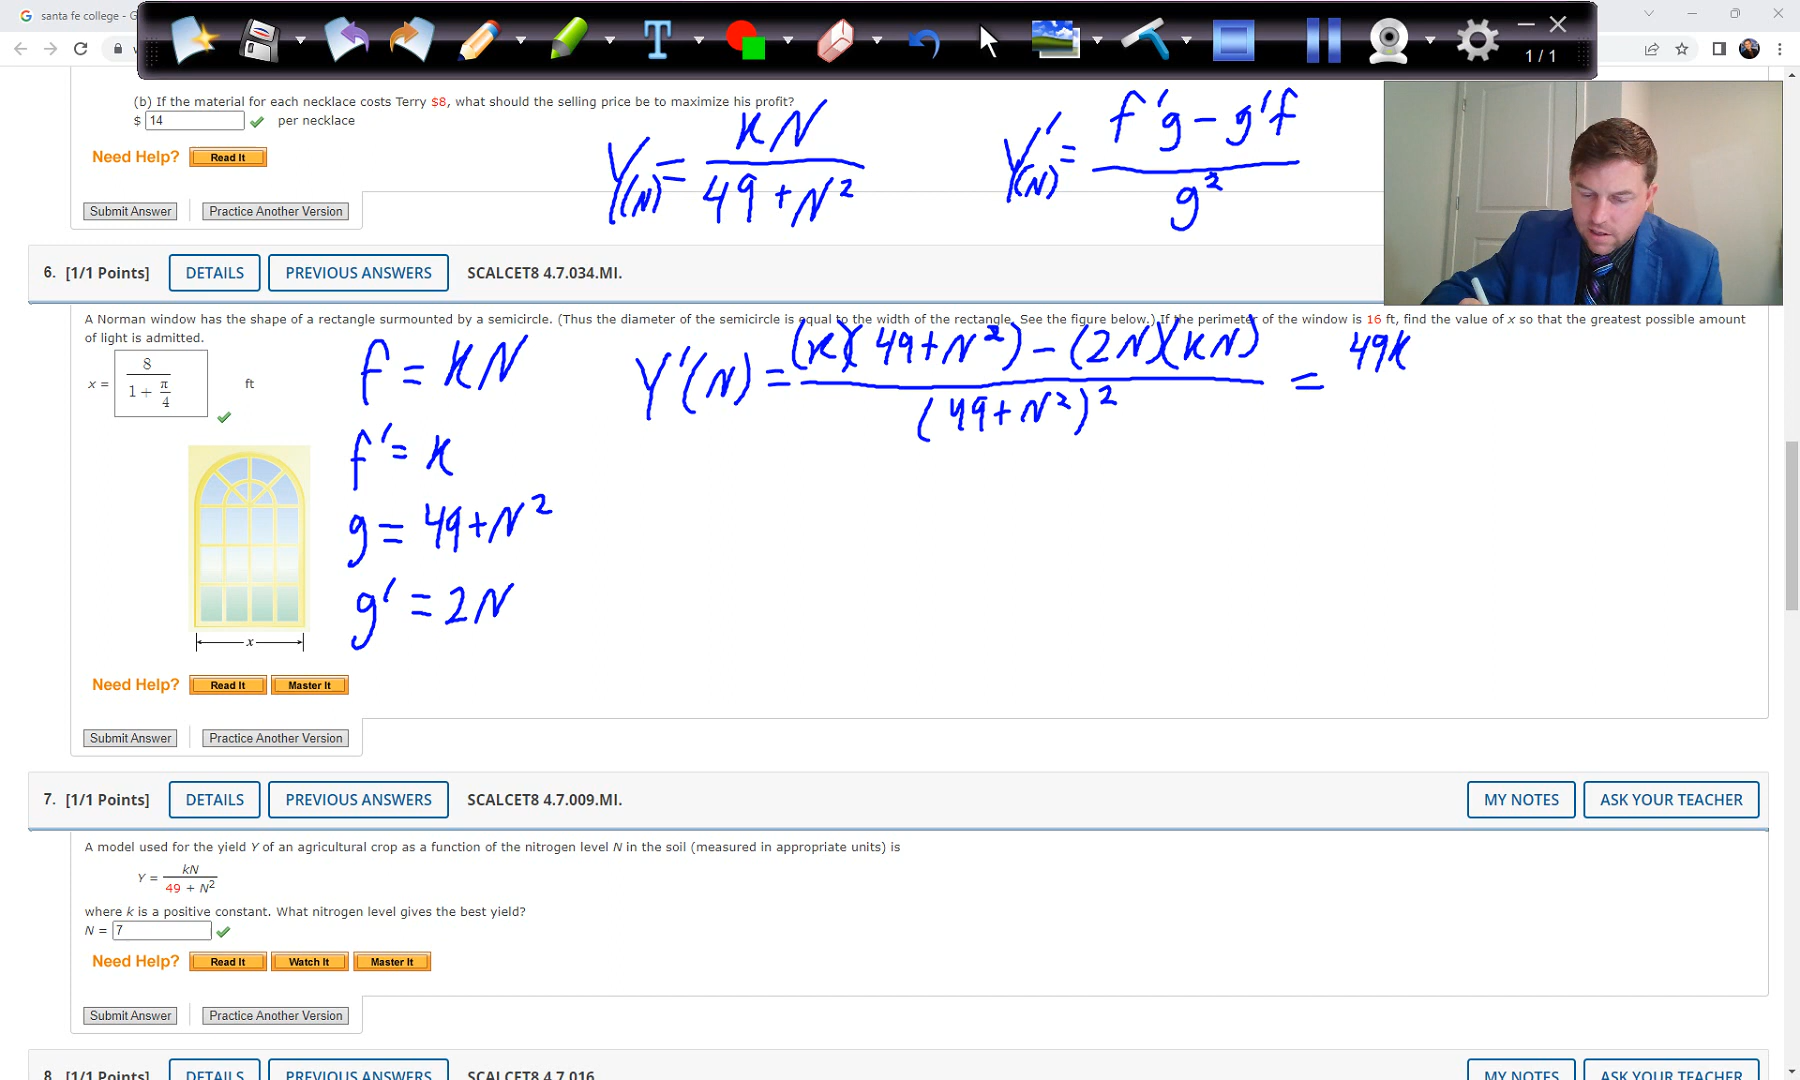 santa fe college - G
1 / 1
(b) If the material for each necklace costs Terry $8, what should the selling price be to maximize his profit?
$ 14 per necklace
Need Help? Read It
Y(N) = kN / 49 + N²
Y'(N) = f'g - g'f / g²
Submit Answer Practice Another Version
6. [1/1 Points] DETAILS PREVIOUS ANSWERS SCALCET8 4.7.034.MI.
A Norman window has the shape of a rectangle surmounted by a semicircle. (Thus the diameter of the semicircle is equal to the width of the rectangle. See the figure below.) If the perimeter of the window is 16 ft, find the value of x so that the greatest possible amount
of light is admitted.
x = 8 / 1 + π/4 ft
f = kN
Y'(N) = (k)(49+N²) - (2N)(kN) / (49+N²)² = 49k
f' = k
g = 49+N²
g' = 2N
x
Need Help? Read It Master It
Submit Answer Practice Another Version
7. [1/1 Points] DETAILS PREVIOUS ANSWERS SCALCET8 4.7.009.MI. MY NOTES ASK YOUR TEACHER
A model used for the yield Y of an agricultural crop as a function of the nitrogen level N in the soil (measured in appropriate units) is
Y = kN / 49 + N²
where k is a positive constant. What nitrogen level gives the best yield?
N = 7
Need Help? Read It Watch It Master It
Submit Answer Practice Another Version
8. [1/1 Points] DETAILS PREVIOUS ANSWERS SCALCET8 4.7.016. MY NOTES ASK YOUR TEACHER